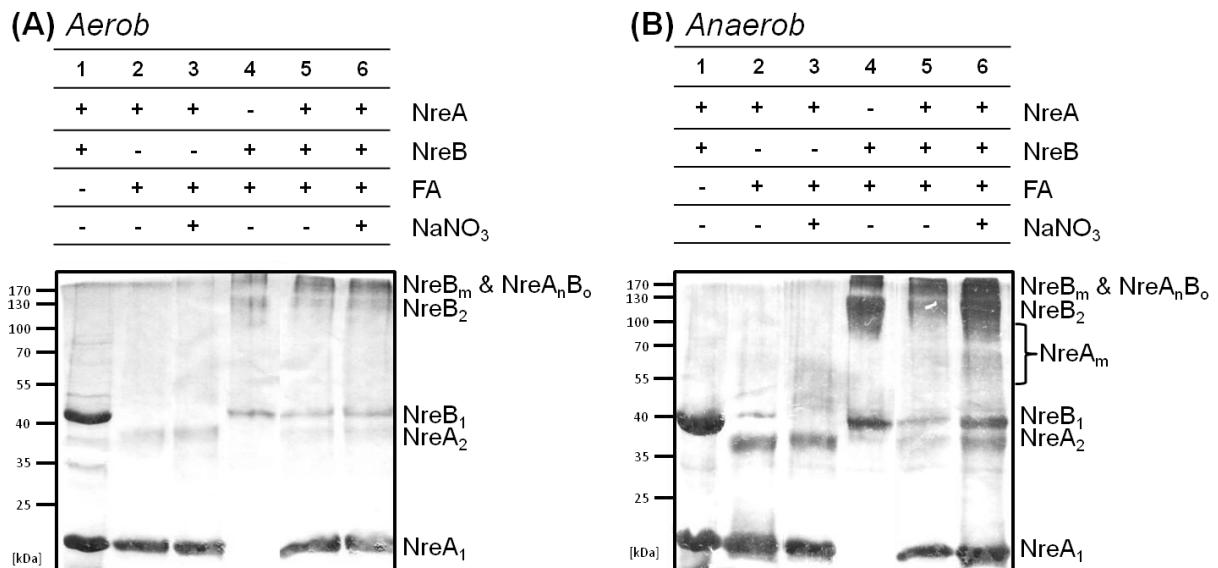 (A) Aerob
1 2 3 4 5 6
+ + + - + + NreA
+ - - + + + NreB
- + + + + + FA
- - + - - + NaNO₃
170
130
100
70
55
40
35
25
[kDa]
NreBₘ & NreAₙBₒ
NreB₂
NreB₁
NreA₂
NreA₁
(B) Anaerob
1 2 3 4 5 6
+ + + - + + NreA
+ - - + + + NreB
- + + + + + FA
- - + - - + NaNO₃
170
130
100
70
55
40
35
25
[kDa]
NreBₘ & NreAₙBₒ
NreB₂
NreAₘ
NreB₁
NreA₂
NreA₁